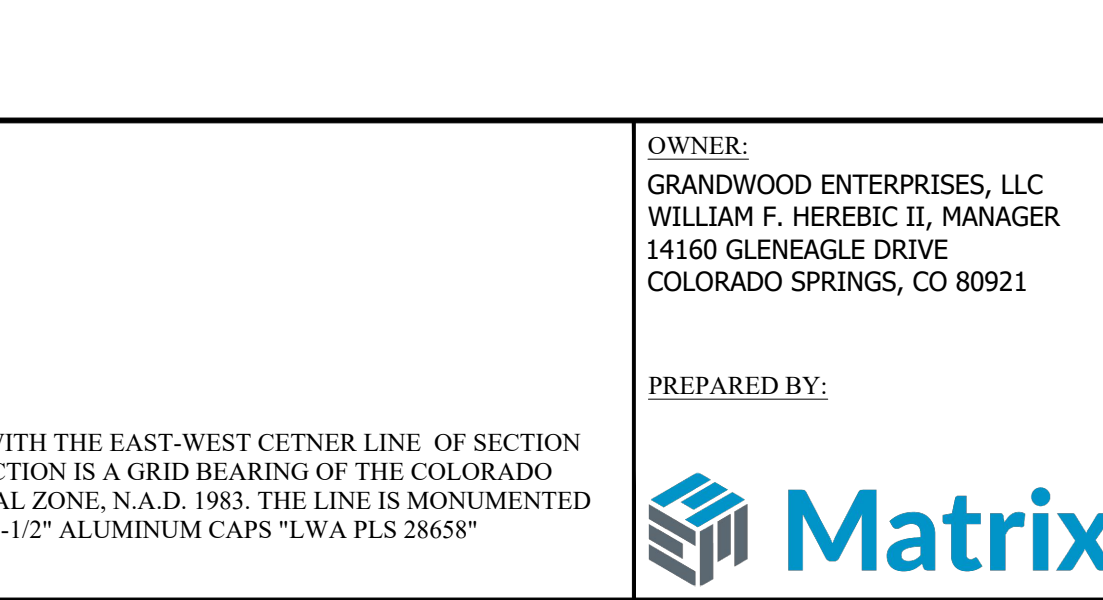 OWNER:
GRANDWOOD ENTERPRISES, LLC
WILLIAM F. HEREBIC II, MANAGER
14160 GLENEAGLE DRIVE
COLORADO SPRINGS, CO 80921
PREPARED BY:
Matrix
WITH THE EAST-WEST CETNER LINE OF SECTION
CTION IS A GRID BEARING OF THE COLORADO
AL ZONE, N.A.D. 1983. THE LINE IS MONUMENTED
-1/2" ALUMINUM CAPS "LWA PLS 28658"